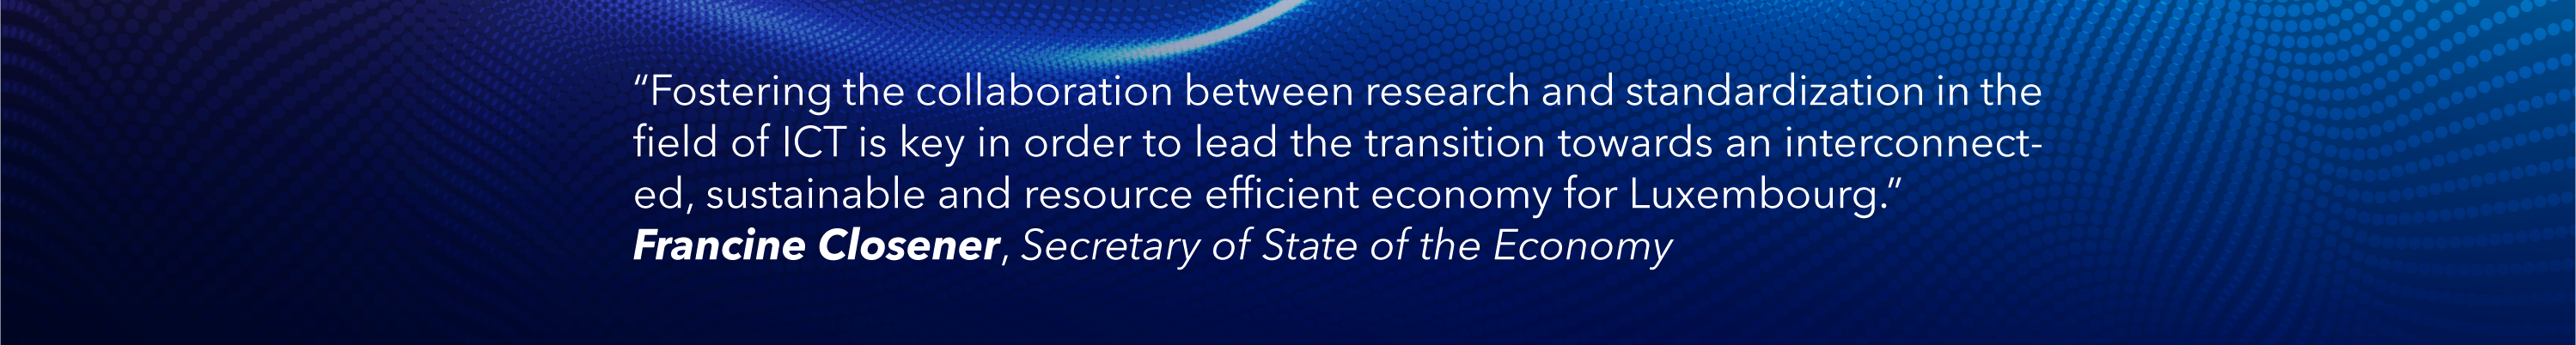 “Fostering the collaboration between research and standardization in the
field of ICT is key in order to lead the transition towards an interconnect-
ed, sustainable and resource efficient economy for Luxembourg.”
Francine Closener, Secretary of State of the Economy